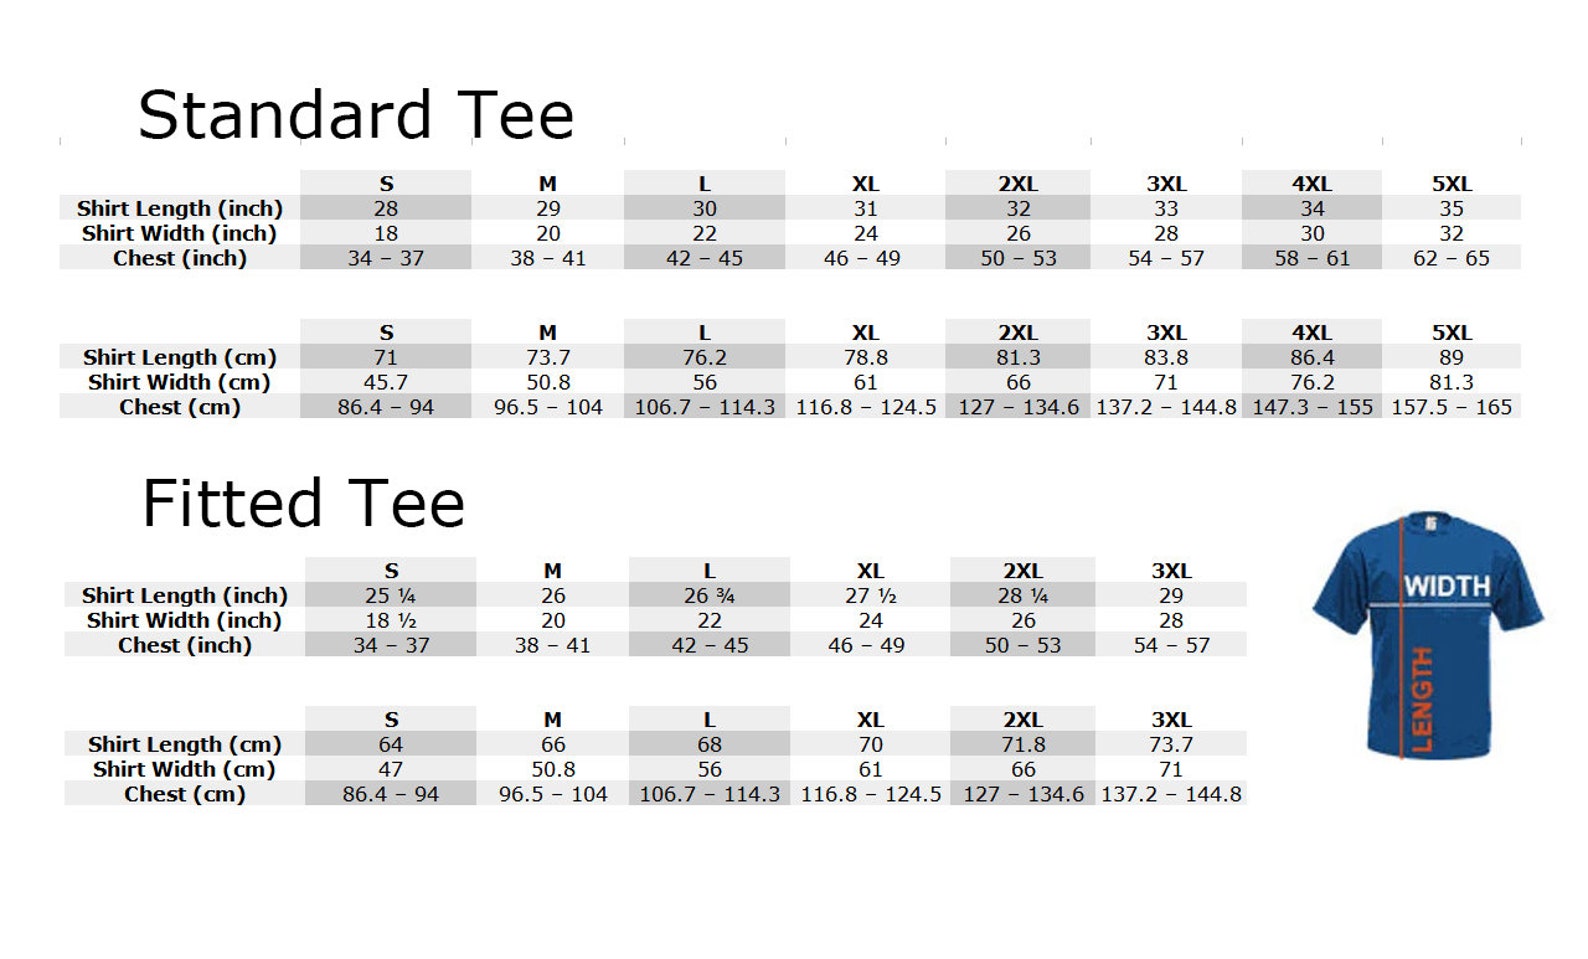 Standard Tee
S M L XL 2XL 3XL 4XL 5XL
Shirt Length (inch) 28 29 30 31 32 33 34 35
Shirt Width (inch) 18 20 22 24 26 28 30 32
Chest (inch) 34 – 37 38 – 41 42 – 45 46 – 49 50 – 53 54 – 57 58 – 61 62 – 65
S M L XL 2XL 3XL 4XL 5XL
Shirt Length (cm) 71 73.7 76.2 78.8 81.3 83.8 86.4 89
Shirt Width (cm) 45.7 50.8 56 61 66 71 76.2 81.3
Chest (cm) 86.4 – 94 96.5 – 104 106.7 – 114.3 116.8 – 124.5 127 – 134.6 137.2 – 144.8 147.3 – 155 157.5 – 165
Fitted Tee
S M L XL 2XL 3XL
Shirt Length (inch) 25 ¼ 26 26 ¾ 27 ½ 28 ¼ 29
Shirt Width (inch) 18 ½ 20 22 24 26 28
Chest (inch) 34 – 37 38 – 41 42 – 45 46 – 49 50 – 53 54 – 57
S M L XL 2XL 3XL
Shirt Length (cm) 64 66 68 70 71.8 73.7
Shirt Width (cm) 47 50.8 56 61 66 71
Chest (cm) 86.4 – 94 96.5 – 104 106.7 – 114.3 116.8 – 124.5 127 – 134.6 137.2 – 144.8
WIDTH
LENGTH